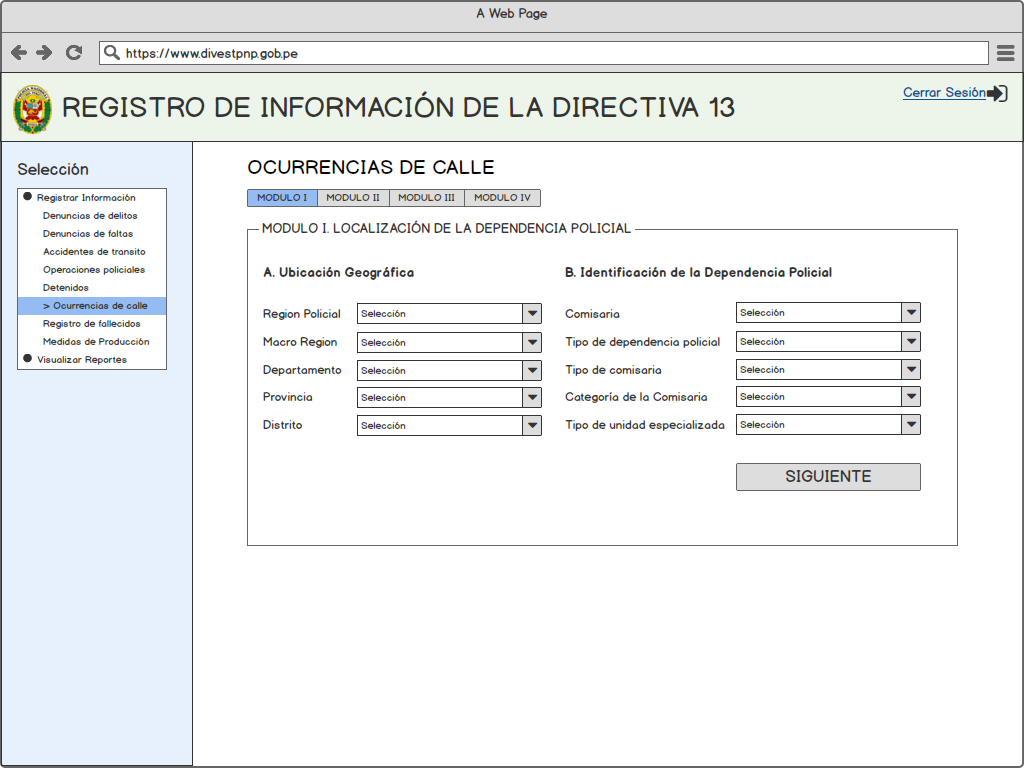 A Web Page
https://www.divestpnp.gob.pe
REGISTRO DE INFORMACIÓN DE LA DIRECTIVA 13
Cerrar Sesión
Selección
Registrar Información
Denuncias de delitos
Denuncias de faltas
Accidentes de transito
Operaciones policiales
Detenidos
> Ocurrencias de calle
Registro de fallecidos
Medidas de Producción
Visualizar Reportes
OCURRENCIAS DE CALLE
MODULO I MODULO II MODULO III MODULO IV
MODULO I. LOCALIZACIÓN DE LA DEPENDENCIA POLICIAL
A. Ubicación Geográfica
Region Policial Selección
Macro Region Selección
Departamento Selección
Provincia Selección
Distrito Selección
B. Identificación de la Dependencia Policial
Comisaria Selección
Tipo de dependencia policial Selección
Tipo de comisaria Selección
Categoría de la Comisaria Selección
Tipo de unidad especializada Selección
SIGUIENTE